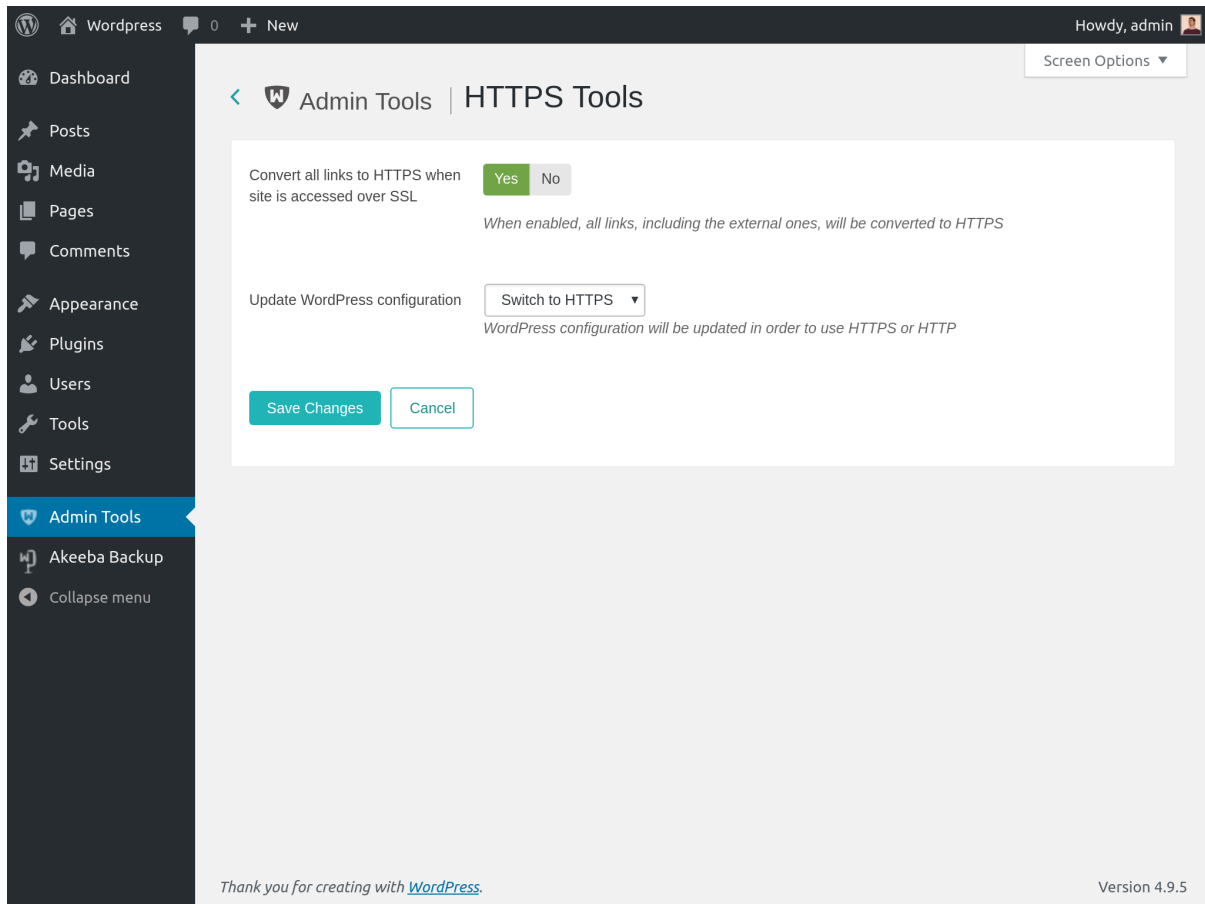 Wordpress 0 New Howdy, admin
Screen Options ▼
Dashboard
Posts
Media
Pages
Comments
Appearance
Plugins
Users
Tools
Settings
Admin Tools
Akeeba Backup
Collapse menu
Admin Tools | HTTPS Tools
Convert all links to HTTPS when
site is accessed over SSL
Yes No
When enabled, all links, including the external ones, will be converted to HTTPS
Update WordPress configuration
Switch to HTTPS ▼
WordPress configuration will be updated in order to use HTTPS or HTTP
Save Changes Cancel
Thank you for creating with WordPress. Version 4.9.5